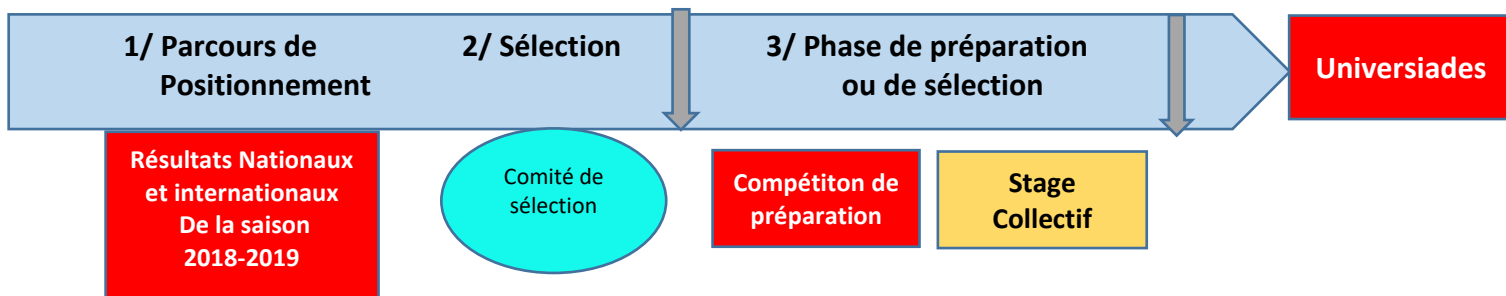 1/ Parcours de
Positionnement
2/ Sélection
3/ Phase de préparation
ou de sélection
Universiades
Résultats Nationaux
et internationaux
De la saison
2018-2019
Comité de
sélection
Compétiton de
préparation
Stage
Collectif